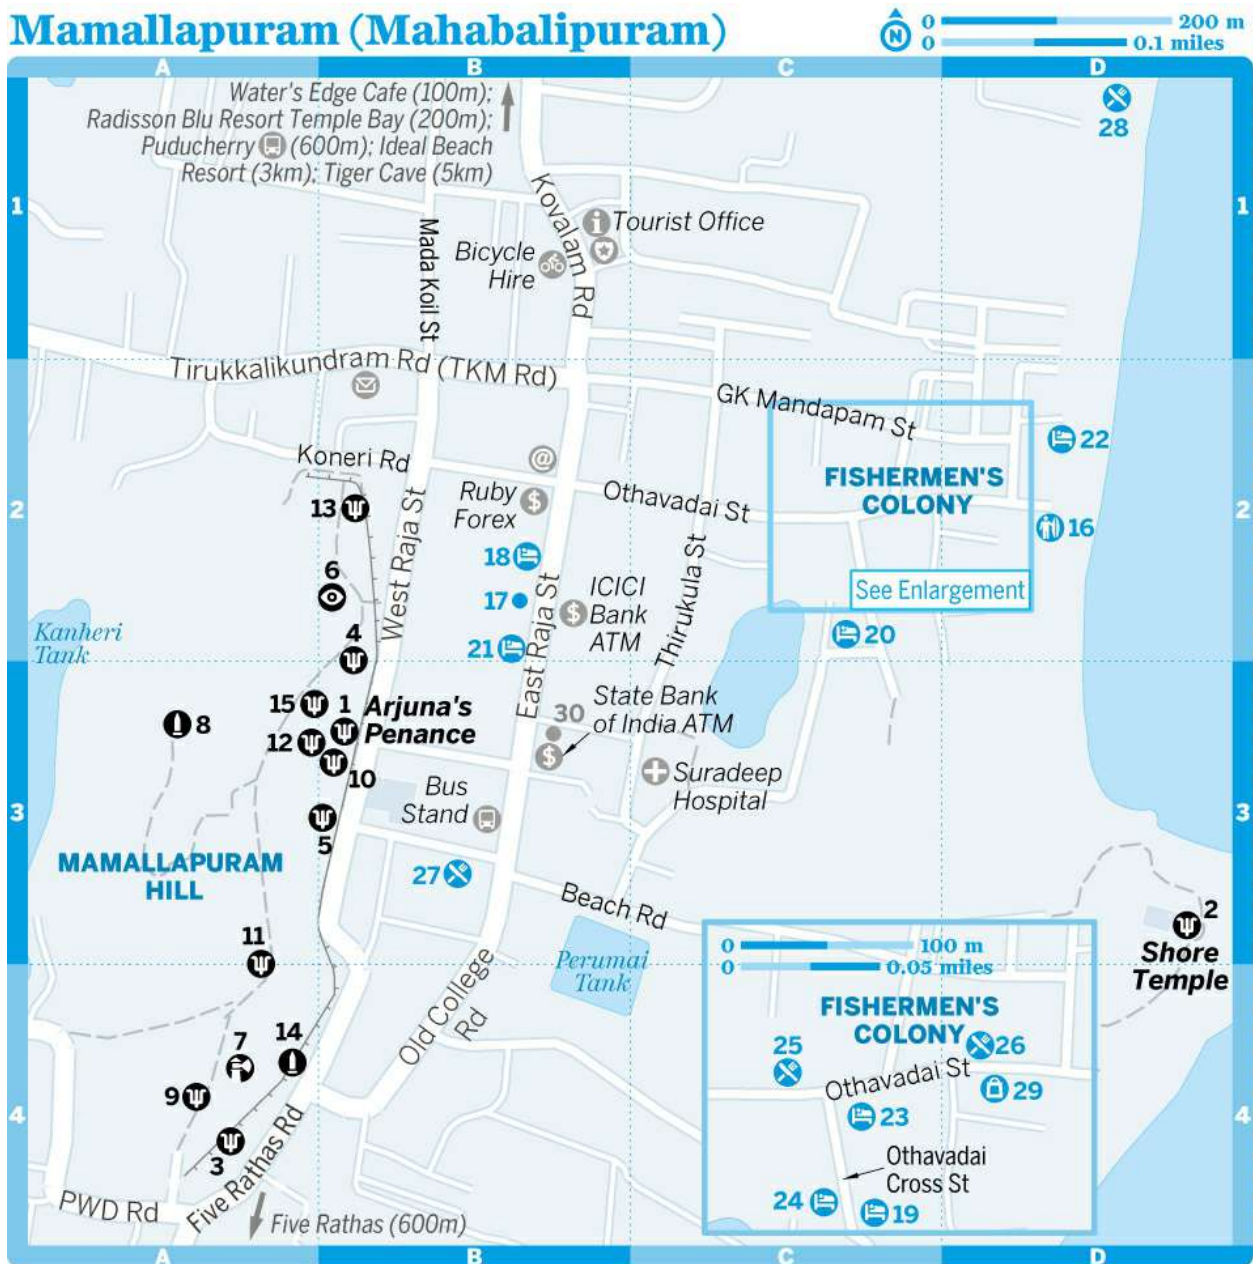 Mamallapuram (Mahabalipuram)
N
0 200 m
0 0.1 miles
A B C D
Water's Edge Cafe (100m);
Radisson Blu Resort Temple Bay (200m);
Puducherry (600m); Ideal Beach
Resort (3km); Tiger Cave (5km)
28
1 1
Kovalam Rd
Tourist Office
Mada Koil St
Bicycle
Hire
Tirukkalikundram Rd (TKM Rd)
GK Mandapam St
22
Koneri Rd
@
FISHERMEN'S
COLONY
2 2
13
Ruby
Forex
$
Othavadai St
16
West Raja St
18
6
17
ICICI
Bank
ATM
$
Thirukula St
See Enlargement
Kanheri
Tank
4
21
East Raja St
20
15
1
Arjuna's
Penance
8
12
10
30
State Bank
of India ATM
$
Suradeep
Hospital
Bus
Stand
3 3
5
MAMALLAPURAM
HILL
27
Beach Rd
2
Shore
Temple
11
Perumai
Tank
0 100 m
0 0.05 miles
FISHERMEN'S
COLONY
Old College
Rd
14
7
25
26
Othavadai St
29
9
4 4
23
3
Five Rathas Rd
Othavadai
Cross St
24
19
PWD Rd
Five Rathas (600m)
A B C D